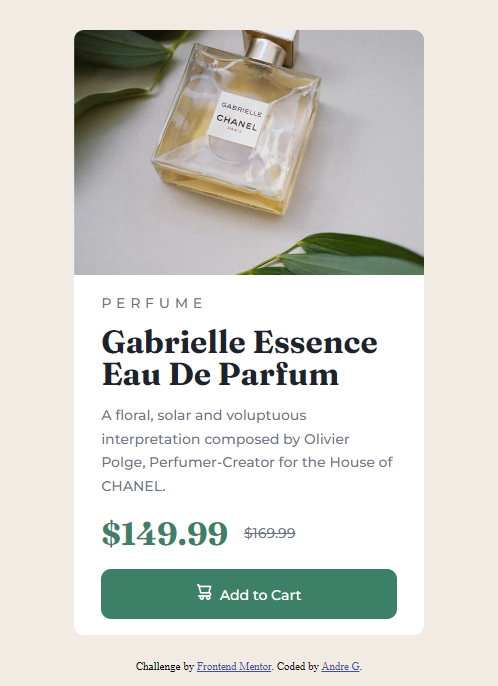 GABRIELLE
CHANEL
PARIS
PERFUME
Gabrielle Essence
Eau De Parfum
A floral, solar and voluptuous
interpretation composed by Olivier
Polge, Perfumer-Creator for the House of
CHANEL.
$149.99 $169.99
Add to Cart
Challenge by Frontend Mentor. Coded by Andre G.